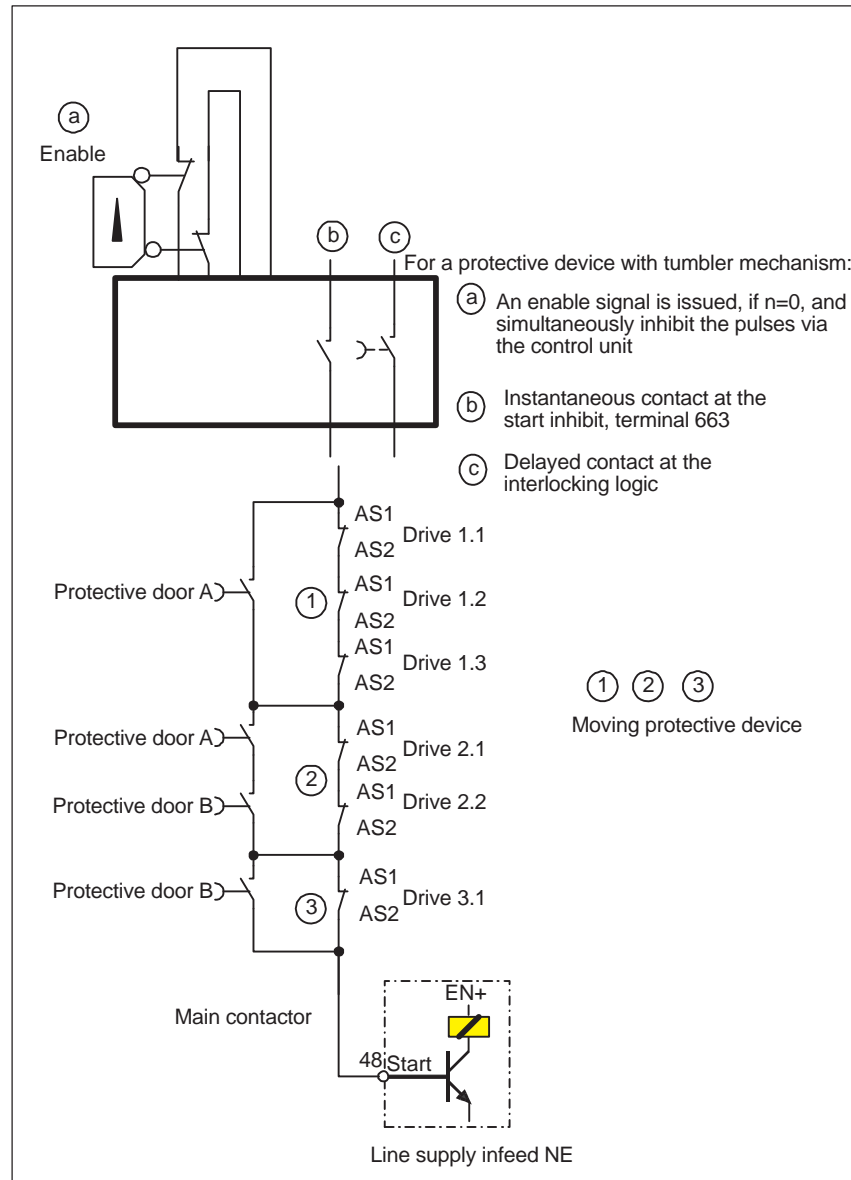 a
Enable
b
c
For a protective device with tumbler mechanism:
a An enable signal is issued, if n=0, and
simultaneously inhibit the pulses via
the control unit
b Instantaneous contact at the
start inhibit, terminal 663
c Delayed contact at the
interlocking logic
AS1
AS2
Drive 1.1
Protective door A
1
AS1
AS2
Drive 1.2
AS1
AS2
Drive 1.3
1 2 3
Moving protective device
Protective door A
AS1
AS2
Drive 2.1
2
Protective door B
AS1
AS2
Drive 2.2
Protective door B
3
AS1
AS2
Drive 3.1
Main contactor
EN+
48 Start
Line supply infeed NE